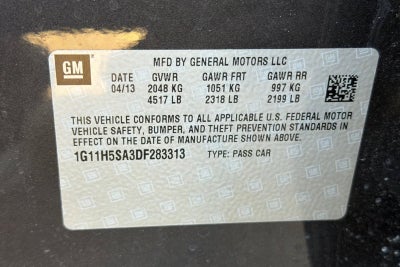 GM
MFD BY GENERAL MOTORS LLC
DATE GVWR GAWR FRT GAWR RR
04/13 2048 KG 1051 KG 997 KG
4517 LB 2318 LB 2199 LB
THIS VEHICLE CONFORMS TO ALL APPLICABLE U.S. FEDERAL MOTOR
VEHICLE SAFETY, BUMPER, AND THEFT PREVENTION STANDARDS IN
EFFECT ON THE DATE OF MANUFACTURE SHOWN ABOVE.
1G11H5SA3DF283313 TYPE: PASS CAR